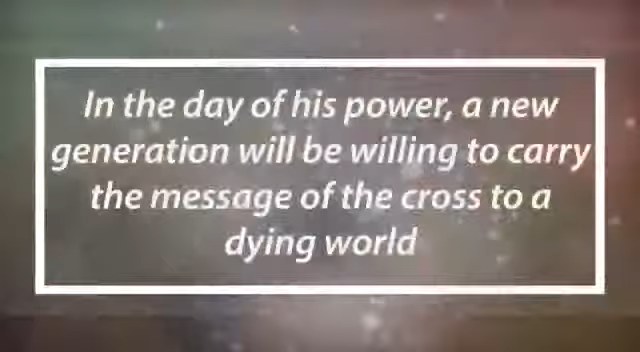 In the day of his power, a new
generation will be willing to carry
the message of the cross to a
dying world